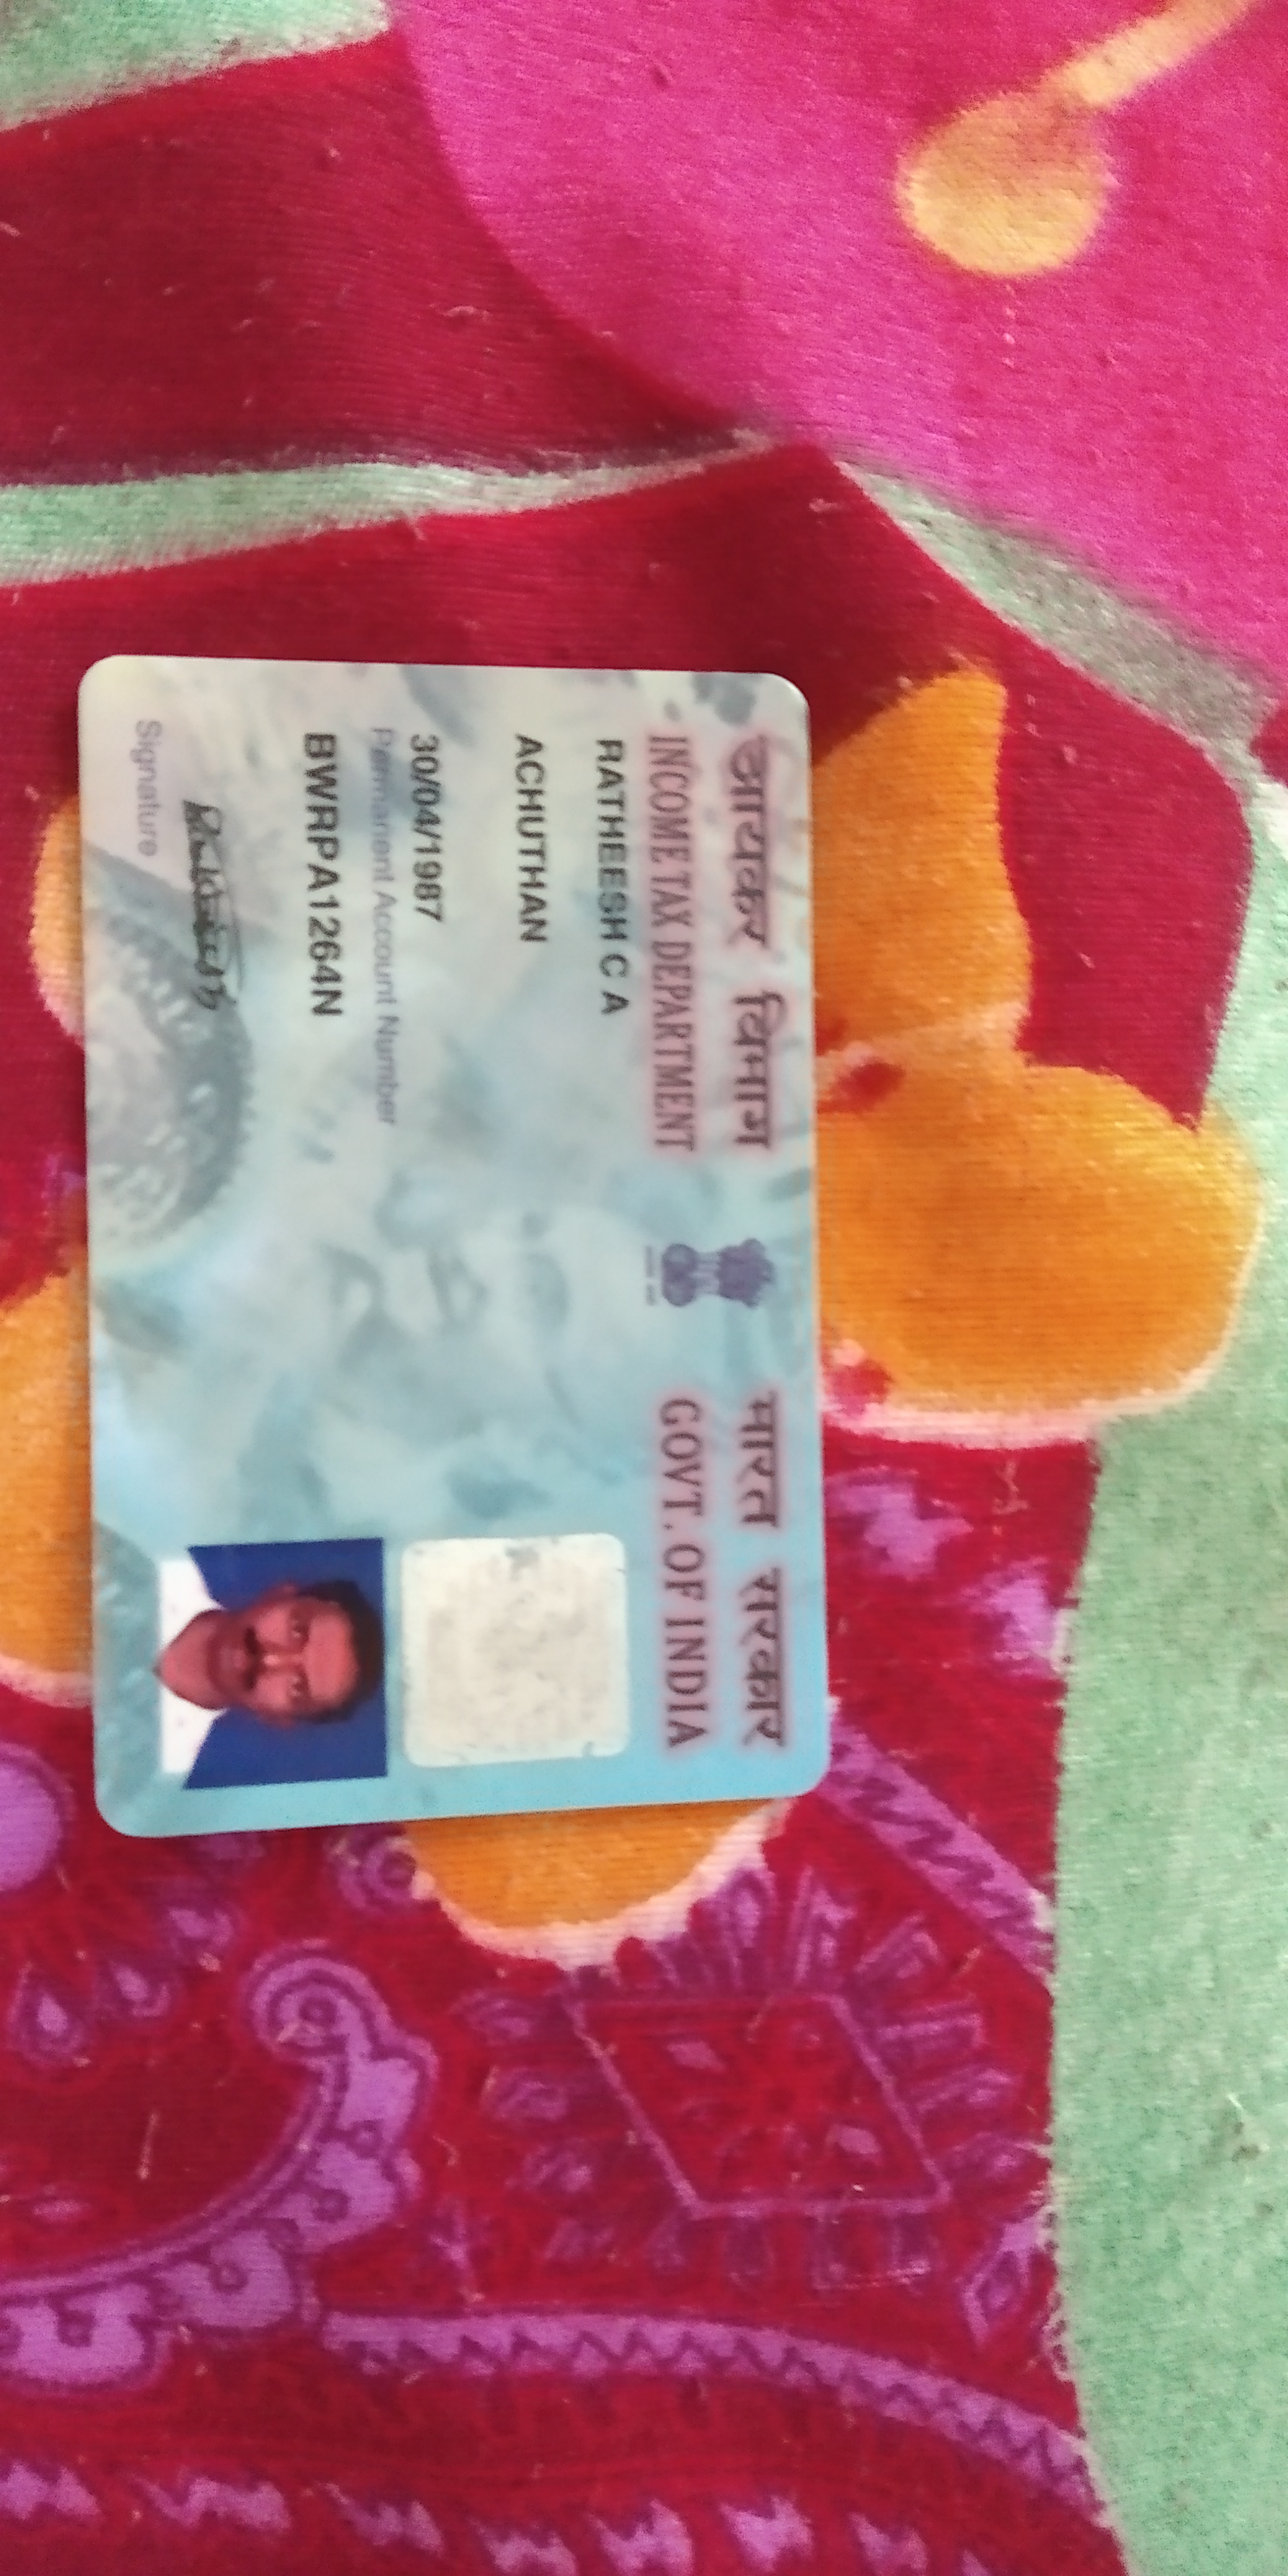 आयकर विभाग
INCOME TAX DEPARTMENT
भारत सरकार
GOVT. OF INDIA
RATHEESH C A
ACHUTHAN
30/04/1987
Permanent Account Number
BWRPA1264N
Signature